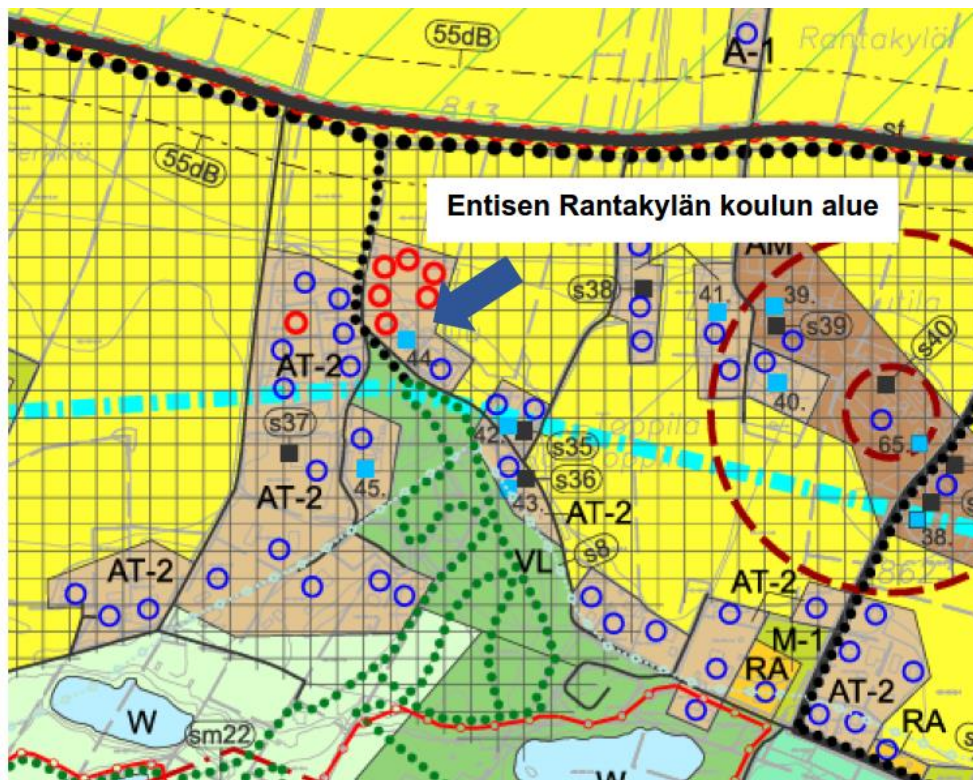 55dB
A-1
Rantakylä
813
st
55dB
Entisen Rantakylän koulun alue
AM
s38
41.
39.
s39
s40
44.
AT-2
40.
s37
42.
s35
65.
Toppila
45.
43.
s36
AT-2
AT-2
38.
VL
s8
AT-2
AT-2
M-1
RA
AT-2
RA
W
sm22
W